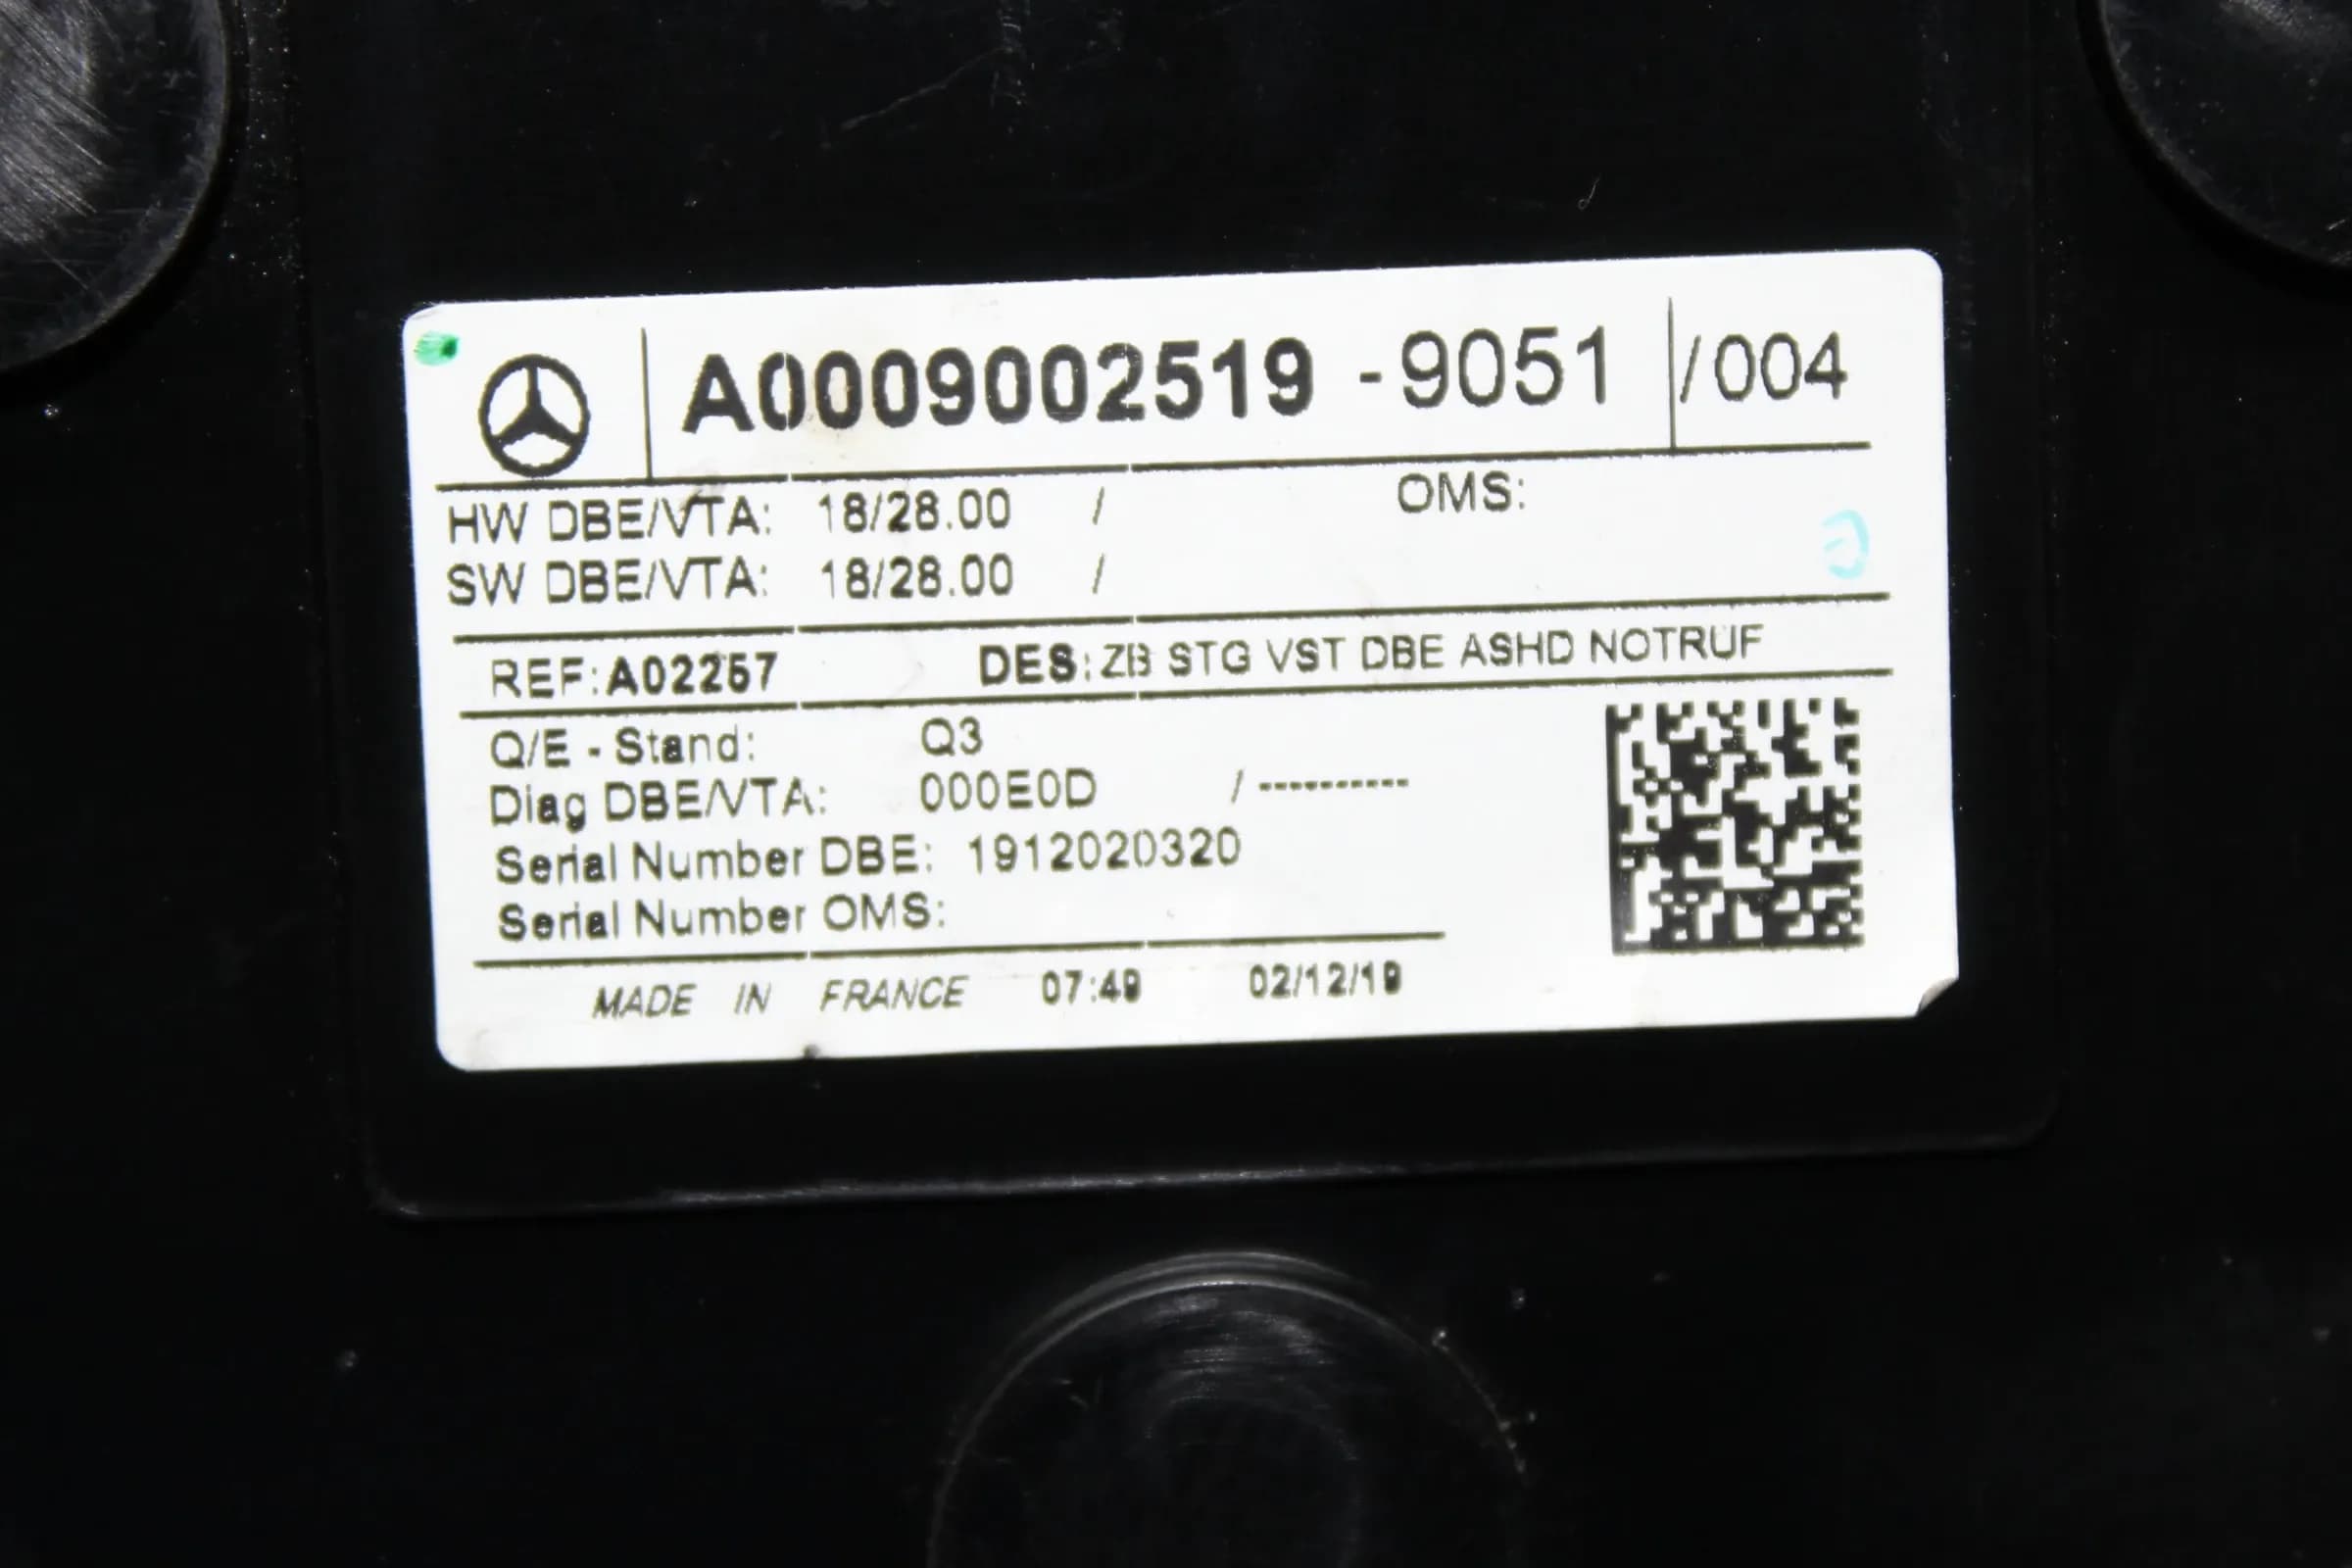 A0009002519 - 9051 /004
HW DBE/VTA: 18/28.00 / OMS:
SW DBE/VTA: 18/28.00 /
REF:A02257 DES:ZB STG VST DBE ASHD NOTRUF
Q/E - Stand: Q3
Diag DBE/VTA: 000E0D / ----------
Serial Number DBE: 1912020320
Serial Number OMS:
MADE IN FRANCE 07:49 02/12/19